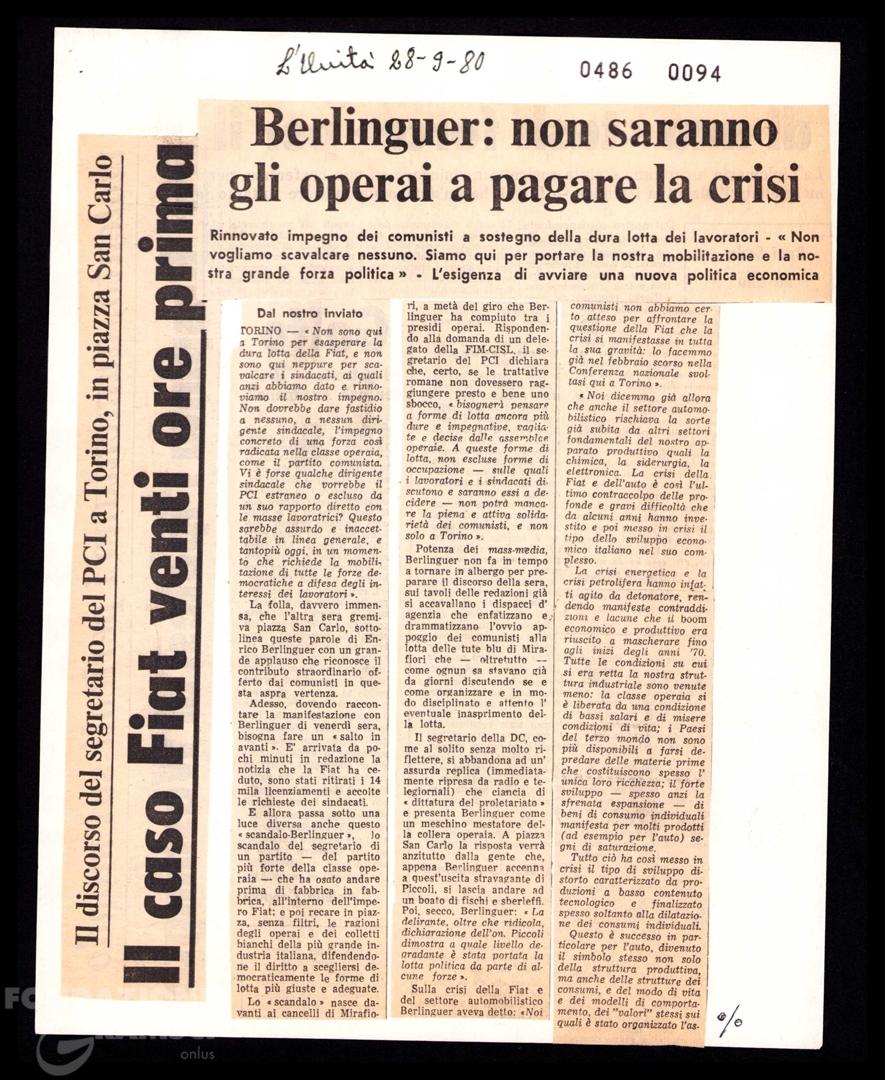 L'Unità 28-9-80
0486 0094
Berlinguer: non saranno
gli operai a pagare la crisi
Rinnovato impegno dei comunisti a sostegno della dura lotta dei lavoratori - « Non
vogliamo scavalcare nessuno. Siamo qui per portare la nostra mobilitazione e la no-
stra grande forza politica » - L'esigenza di avviare una nuova politica economica
Il discorso del segretario del PCI a Torino, in piazza San Carlo
Il caso Fiat venti ore prima
Dal nostro inviato
TORINO — « Non sono qui
a Torino per esasperare la
dura lotta della Fiat, e non
sono qui neppure per sca-
valcare i sindacati, ai quali
anzi abbiamo dato e rinno-
viamo il nostro impegno.
Non dovrebbe dare fastidio
a nessuno, a nessun diri-
gente sindacale, l'impegno
concreto di una forza così
radicata nella classe operaia,
come il partito comunista.
Vi è forse qualche dirigente
sindacale che vorrebbe il
PCI estraneo o escluso da
un suo rapporto diretto con
le masse lavoratrici? Questo
sarebbe assurdo e inaccet-
tabile in linea generale, e
tantopiù oggi, in un momen-
to che richiede la mobili-
tazione di tutte le forze de-
mocratiche a difesa degli in-
teressi dei lavoratori ».
La folla, davvero immen-
sa, che l'altra sera gremi-
va piazza San Carlo, sotto-
linea queste parole di En-
rico Berlinguer con un gran-
de applauso che riconosce il
contributo straordinario of-
ferto dai comunisti in que-
sta aspra vertenza.
Adesso, dovendo raccon-
tare la manifestazione con
Berlinguer di venerdì sera,
bisogna fare un « salto in
avanti ». E' arrivata da po-
chi minuti in redazione la
notizia che la Fiat ha ce-
duto, sono stati ritirati i 14
mila licenziamenti e accolte
le richieste dei sindacati.
E allora passa sotto una
luce diversa anche questo
« scandalo-Berlinguer », lo
scandalo del segretario di
un partito — del partito
più forte della classe ope-
raia — che ha osato andare
prima di fabbrica in fab-
brica, all'interno dell'impe-
ro Fiat; e poi recare in piaz-
za, senza filtri, le ragioni
degli operai e dei colletti
bianchi della più grande in-
dustria italiana, difendendo-
ne il diritto a scegliersi de-
mocraticamente le forme di
lotta più giuste e adeguate.
Lo « scandalo » nasce da-
vanti ai cancelli di Mirafio-
ri, a metà del giro che Ber-
linguer ha compiuto tra i
presidi operai. Risponden-
do alla domanda di un dele-
gato della FIM-CISL, il se-
gretario del PCI dichiara
che, certo, se le trattative
romane non dovessero rag-
giungere presto e bene uno
sbocco, « bisognerà pensare
a forme di lotta ancora più
dure e impegnative, vaglia-
te e decise dalle assemblee
operaie. A queste forme di
lotta, non escluse forme di
occupazione — sulle quali
i lavoratori e i sindacati di-
scutono e saranno essi a de-
cidere — non potrà manca-
re la piena e attiva solida-
rietà dei comunisti, e non
solo a Torino ».
Potenza dei mass-media,
Berlinguer non fa in tempo
a tornare in albergo per pre-
parare il discorso della sera,
sui tavoli delle redazioni già
si accavallano i dispacci d'
agenzia che enfatizzano e
drammatizzano l'ovvio ap-
poggio dei comunisti alla
lotta delle tute blu di Mira-
fiori che — oltretutto —
come ognun sa stavano già
da giorni discutendo se e
come organizzare e in mo-
do disciplinato e attento l'
eventuale inasprimento del-
la lotta.
Il segretario della DC, co-
me al solito senza molto ri-
flettere, si abbandona ad un'
assurda replica (immediata-
mente ripresa da radio e te-
legiornali) che ciancia di
« dittatura del proletariato »
e presenta Berlinguer come
un meschino mestatore del-
la collera operaia. A piazza
San Carlo la risposta verrà
anzitutto dalla gente che,
appena Berlinguer accenna
a quest'uscita stravagante di
Piccoli, si lascia andare ad
un boato di fischi e sberleffi.
Poi, secco, Berlinguer: « La
delirante, oltre che ridicola,
dichiarazione dell'on. Piccoli
dimostra a quale livello de-
gradante è stata portata la
lotta politica da parte di al-
cune forze ».
Sulla crisi della Fiat e
del settore automobilistico
Berlinguer aveva detto: «Noi
comunisti non abbiamo cer-
to atteso per affrontare la
questione della Fiat che la
crisi si manifestasse in tutta
la sua gravità: lo facemmo
già nel febbraio scorso nella
Conferenza nazionale svol-
tasi qui a Torino ».
« Noi dicemmo già allora
che anche il settore automo-
bilistico rischiava la sorte
già subita da altri settori
fondamentali del nostro ap-
parato produttivo quali la
chimica, la siderurgia, la
elettronica. La crisi della
Fiat e dell'auto è così l'ul-
timo contraccolpo delle pro-
fonde e gravi difficoltà che
da alcuni anni hanno inve-
stito e poi messo in crisi il
tipo dello sviluppo econo-
mico italiano nel suo com-
plesso.
La crisi energetica e la
crisi petrolifera hanno infat-
ti agito da detonatore, ren-
dendo manifeste contraddi-
zioni e lacune che il boom
economico e produttivo era
riuscito a mascherare fino
agli inizi degli anni '70.
Tutte le condizioni su cui
si era retta la nostra strut-
tura industriale sono venute
meno: la classe operaia si
è liberata da una condizione
di bassi salari e di misere
condizioni di vita; i Paesi
del terzo mondo non sono
più disponibili a farsi de-
predare delle materie prime
che costituiscono spesso l'
unica loro ricchezza; il forte
sviluppo — spesso anzi la
sfrenata espansione — di
beni di consumo individuali
manifesta per molti prodotti
(ad esempio per l'auto) se-
gni di saturazione.
Tutto ciò ha così messo in
crisi il tipo di sviluppo di-
storto caratterizzato da pro-
duzioni a basso contenuto
tecnologico e finalizzato
spesso soltanto alla dilatazio-
ne dei consumi individuali.
Questo è successo in par-
ticolare per l'auto, divenuto
il simbolo stesso non solo
della struttura produttiva,
ma anche delle strutture dei
consumi, e del modo di vita
e dei modelli di comporta-
mento, dei "valori" stessi sui
quali è stato organizzato l'as-
%
onlus